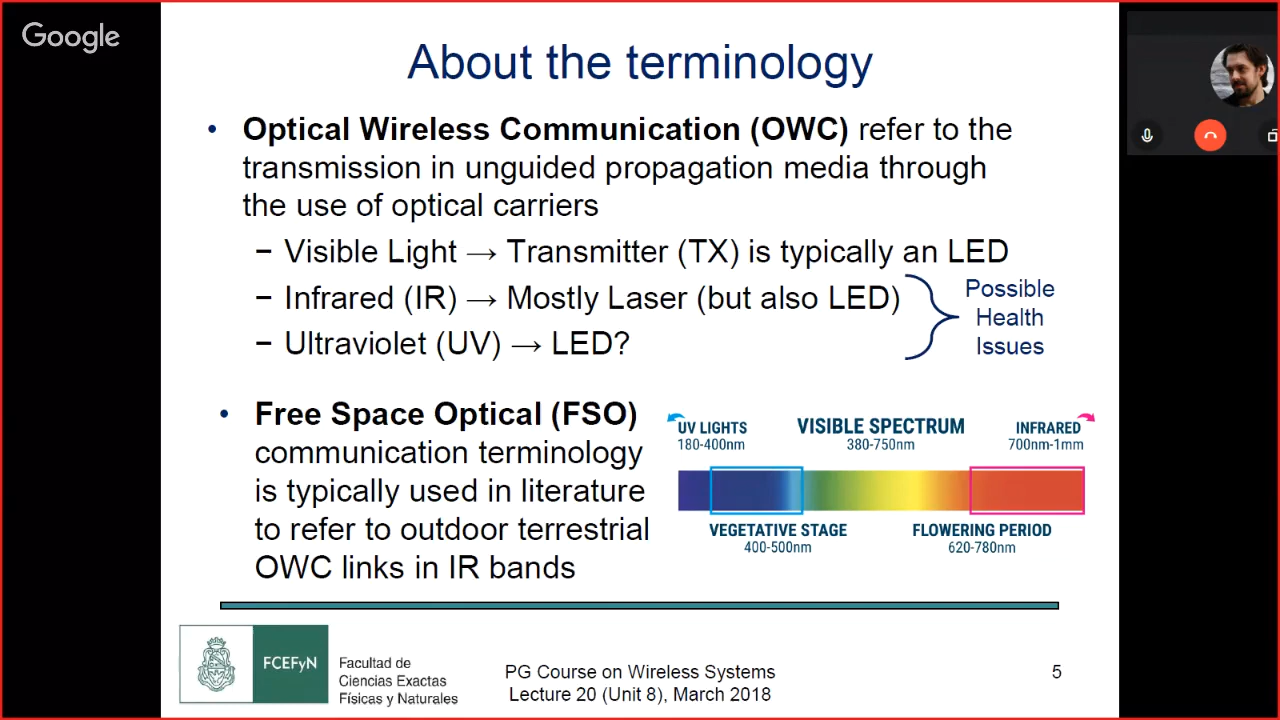 Google
About the terminology
• Optical Wireless Communication (OWC) refer to the
transmission in unguided propagation media through
the use of optical carriers
− Visible Light → Transmitter (TX) is typically an LED
− Infrared (IR) → Mostly Laser (but also LED)
− Ultraviolet (UV) → LED?
Possible
Health
Issues
• Free Space Optical (FSO)
communication terminology
is typically used in literature
to refer to outdoor terrestrial
OWC links in IR bands
UV LIGHTS
180-400nm
VISIBLE SPECTRUM
380-750nm
INFRARED
700nm-1mm
VEGETATIVE STAGE
400-500nm
FLOWERING PERIOD
620-780nm
FCEFyN
Facultad de
Ciencias Exactas
Físicas y Naturales
PG Course on Wireless Systems
Lecture 20 (Unit 8), March 2018
5